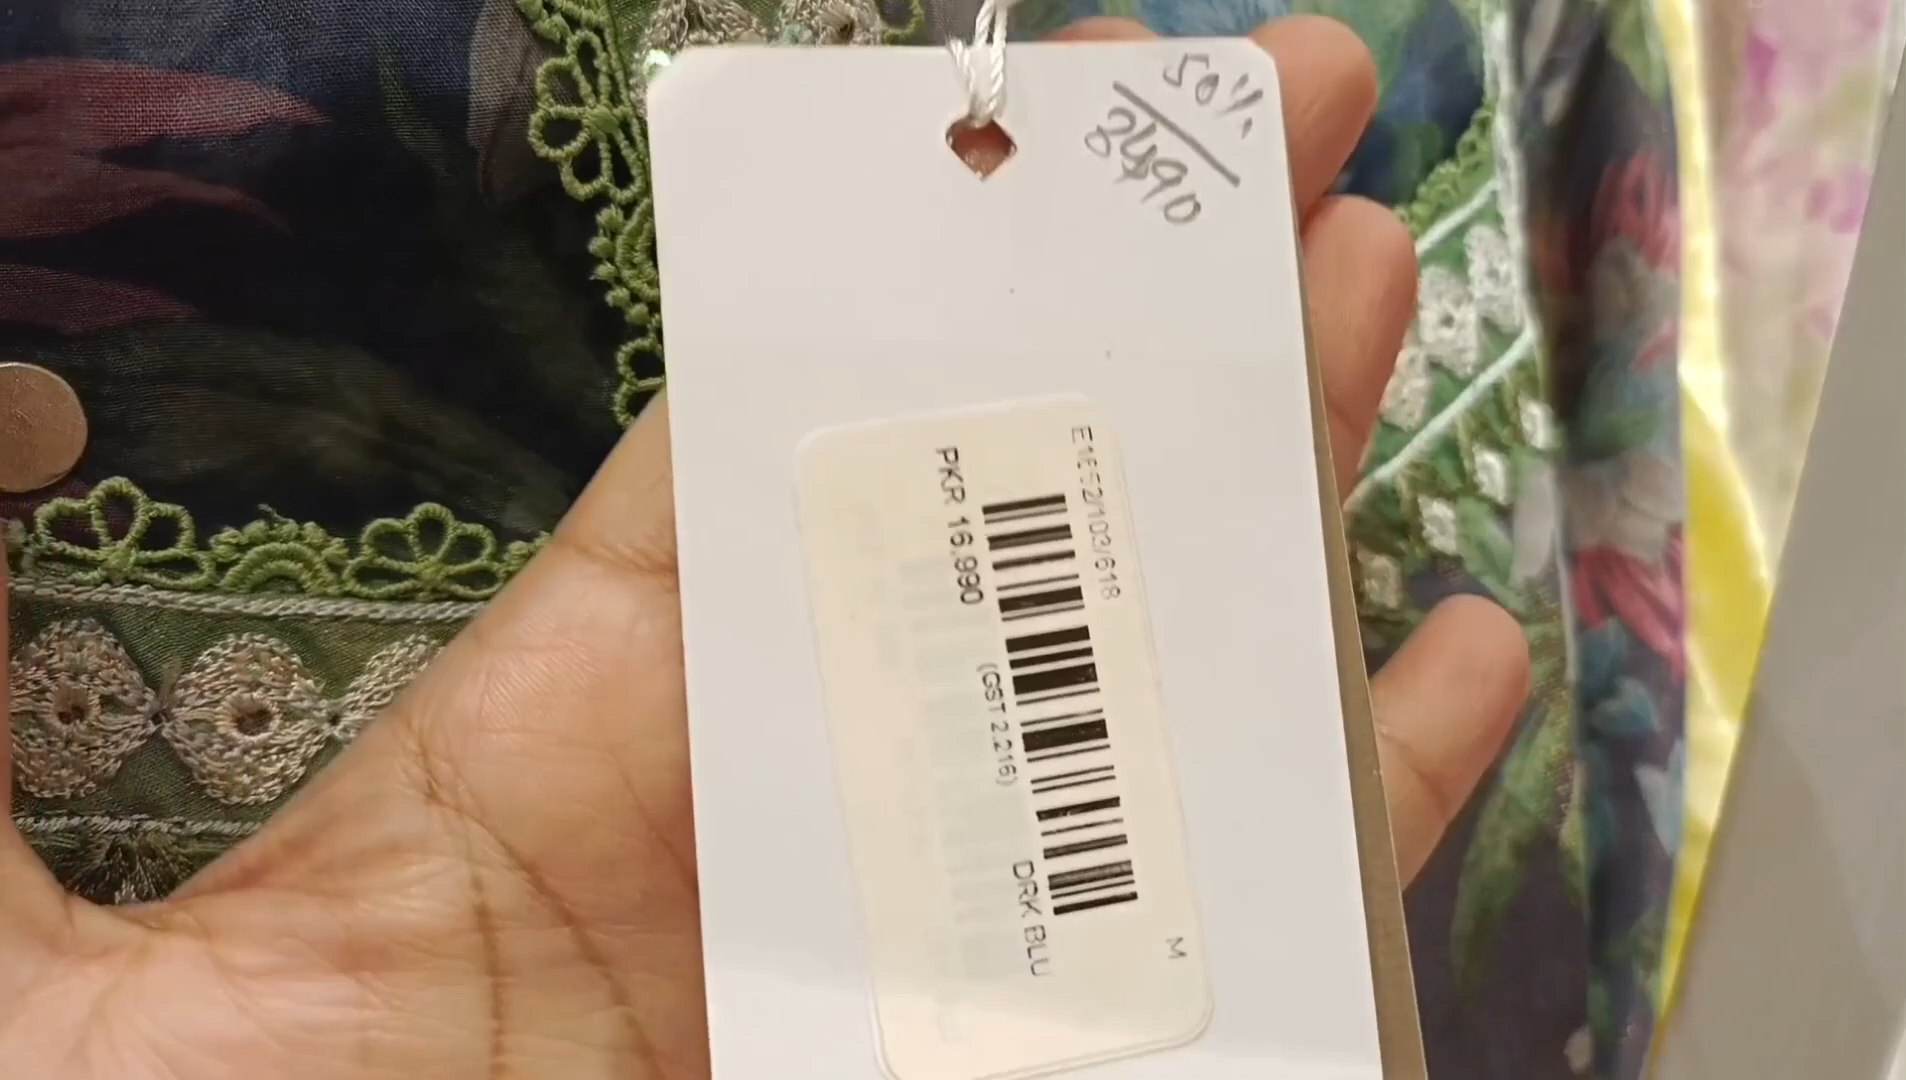 50%
8490
E1652/103/618
PKR 16,990
(GST 2,216)
DRK BLU
M